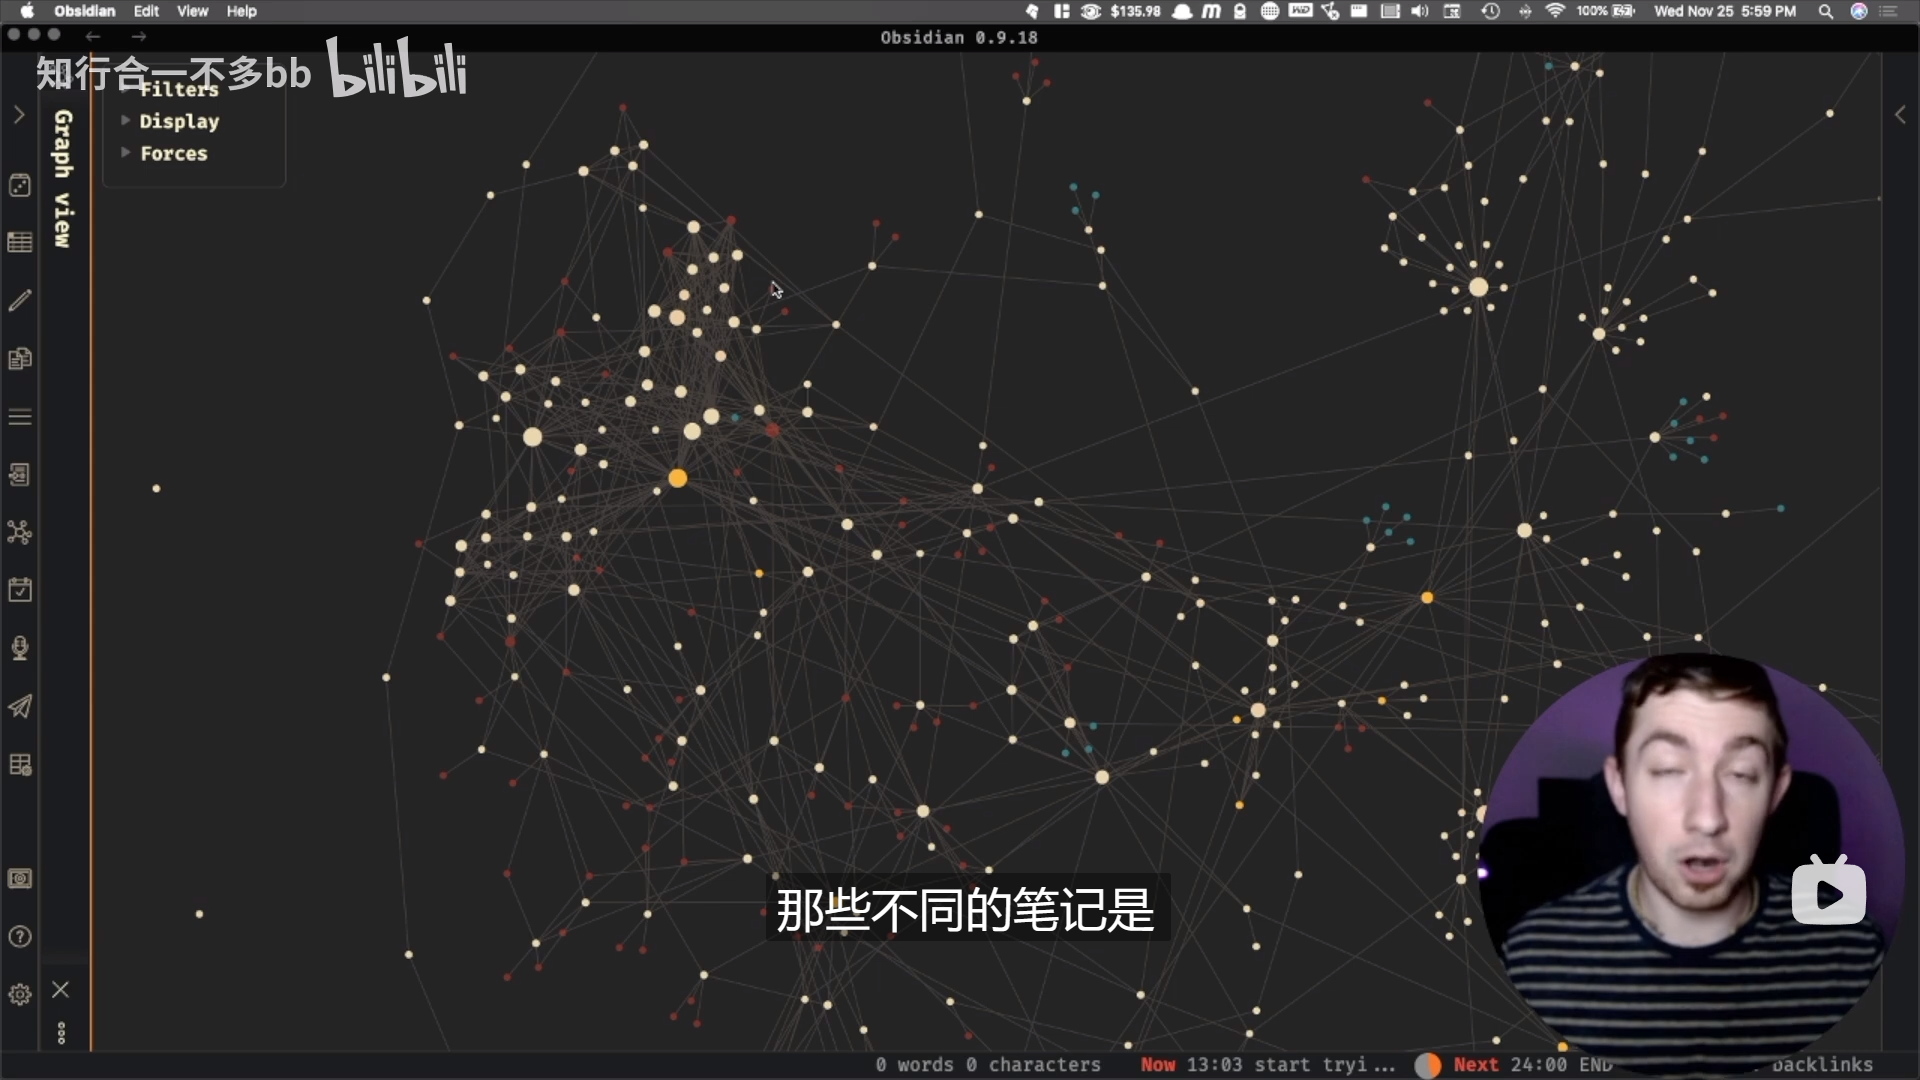 Obsidian Edit View Help
$135.98
100%
Wed Nov 25 5:59 PM
Obsidian 0.9.18
知行合一不多bb bilibili
Filters
Display
Forces
Graph view
那些不同的笔记是
0 words 0 characters
Now 13:03 start tryi...
Next 24:00 END
backlinks